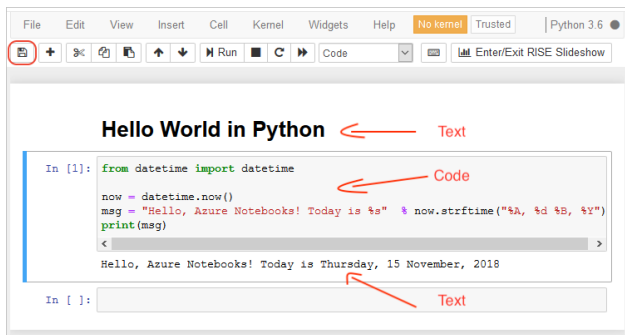 File Edit View Insert Cell Kernel Widgets Help No kernel Trusted Python 3.6
Run Code Enter/Exit RISE Slideshow
Hello World in Python Text
In [1]: from datetime import datetime
Code
now = datetime.now()
msg = "Hello, Azure Notebooks! Today is %s" % now.strftime("%A, %d %B, %Y")
print(msg)
Hello, Azure Notebooks! Today is Thursday, 15 November, 2018
In [ ]: Text